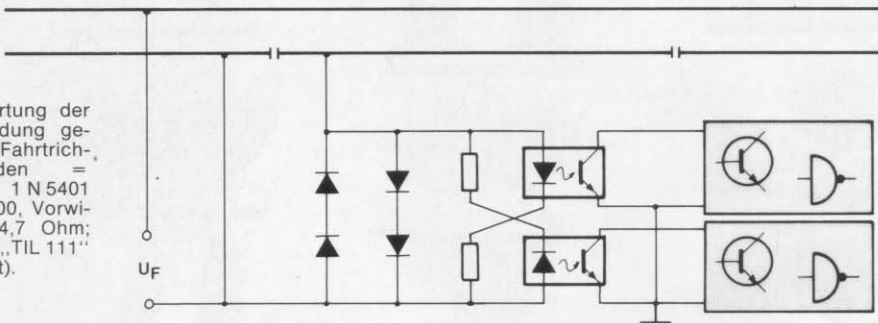 rtung der
dung ge-
Fahrtrich-
den =
1 N 5401
00, Vorwi-
4,7 Ohm;
„TIL 111“
t).
UF